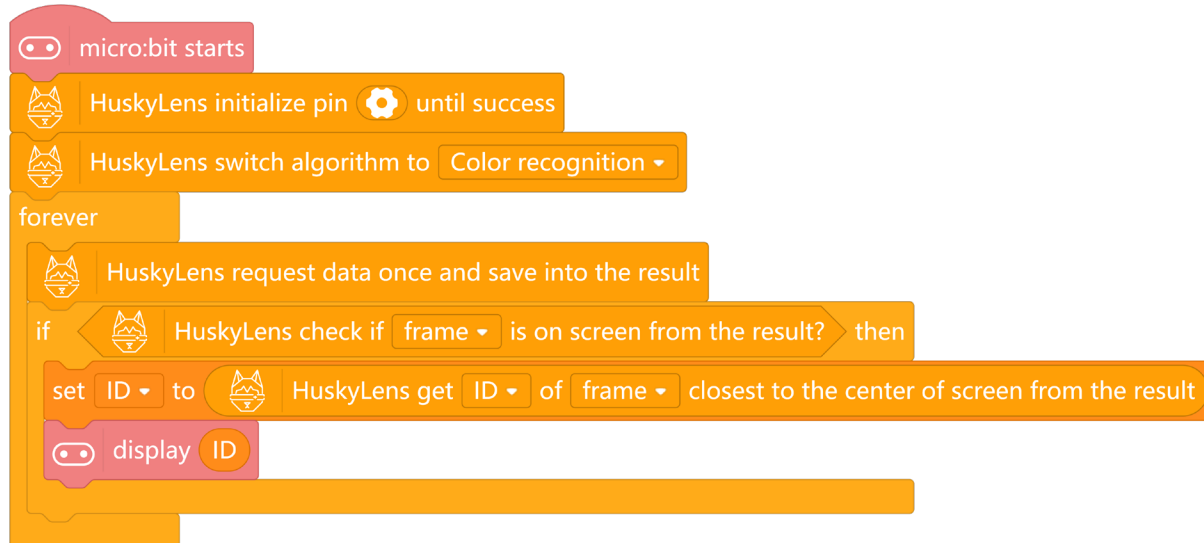 micro:bit starts
HuskyLens initialize pin until success
HuskyLens switch algorithm to Color recognition
forever
HuskyLens request data once and save into the result
if HuskyLens check if frame is on screen from the result? then
set ID to HuskyLens get ID of frame closest to the center of screen from the result
display ID